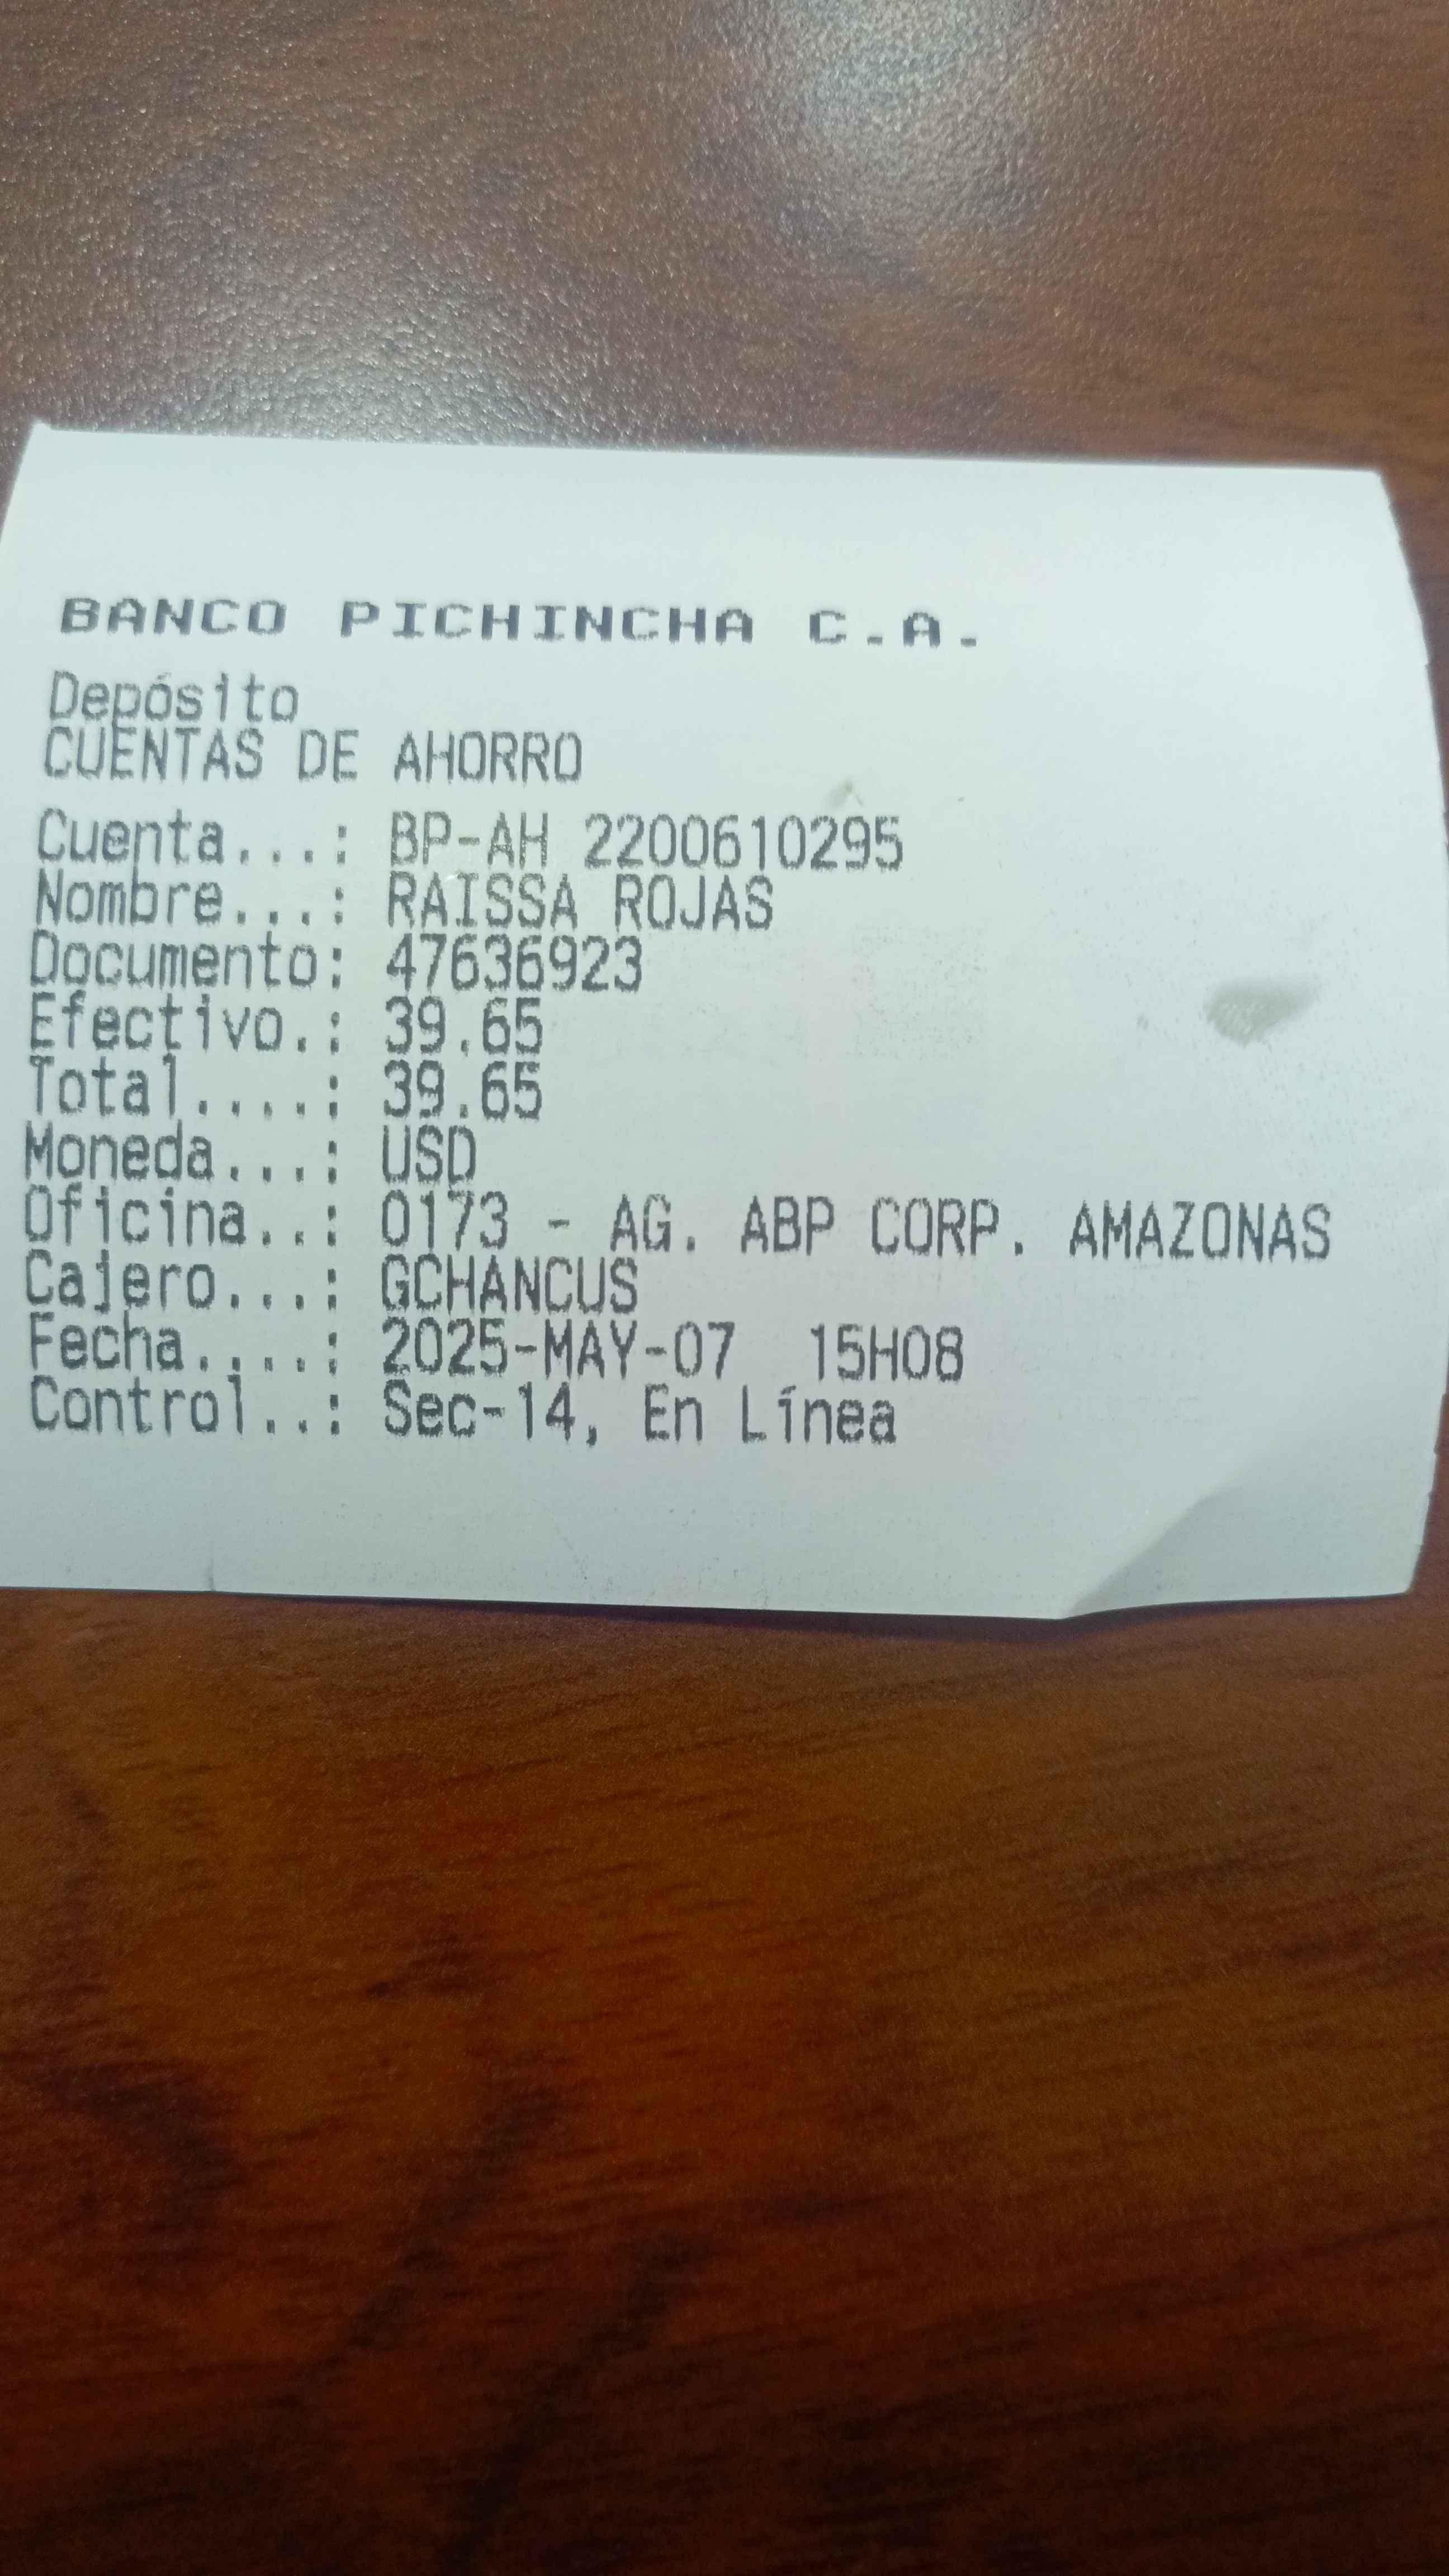 BANCO PICHINCHA C.A.
Depósito
CUENTAS DE AHORRO
Cuenta...: BP-AH 2200610295
Nombre...: RAISSA ROJAS
Documento: 47636923
Efectivo.: 39.65
Total....: 39.65
Moneda...: USD
Oficina..: 0173 - AG. ABP CORP. AMAZONAS
Cajero...: GCHANCUS
Fecha....: 2025-MAY-07  15H08
Control..: Sec-14, En Línea